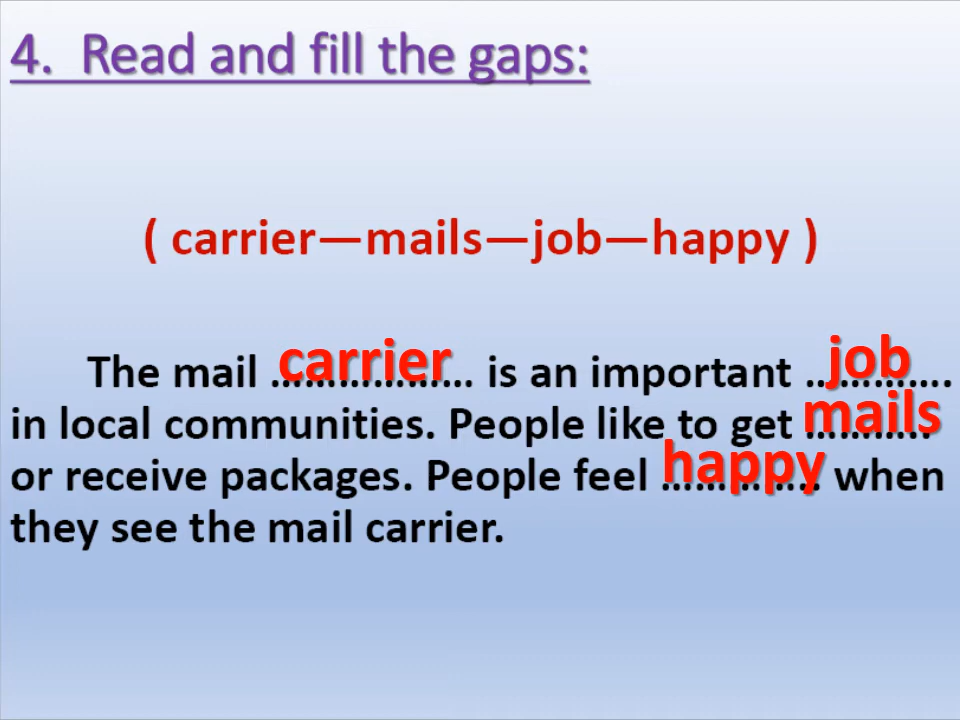 4. Read and fill the gaps:
( carrier—mails—job—happy )
The mail carrier is an important job
in local communities. People like to get mails
or receive packages. People feel happy when
they see the mail carrier.